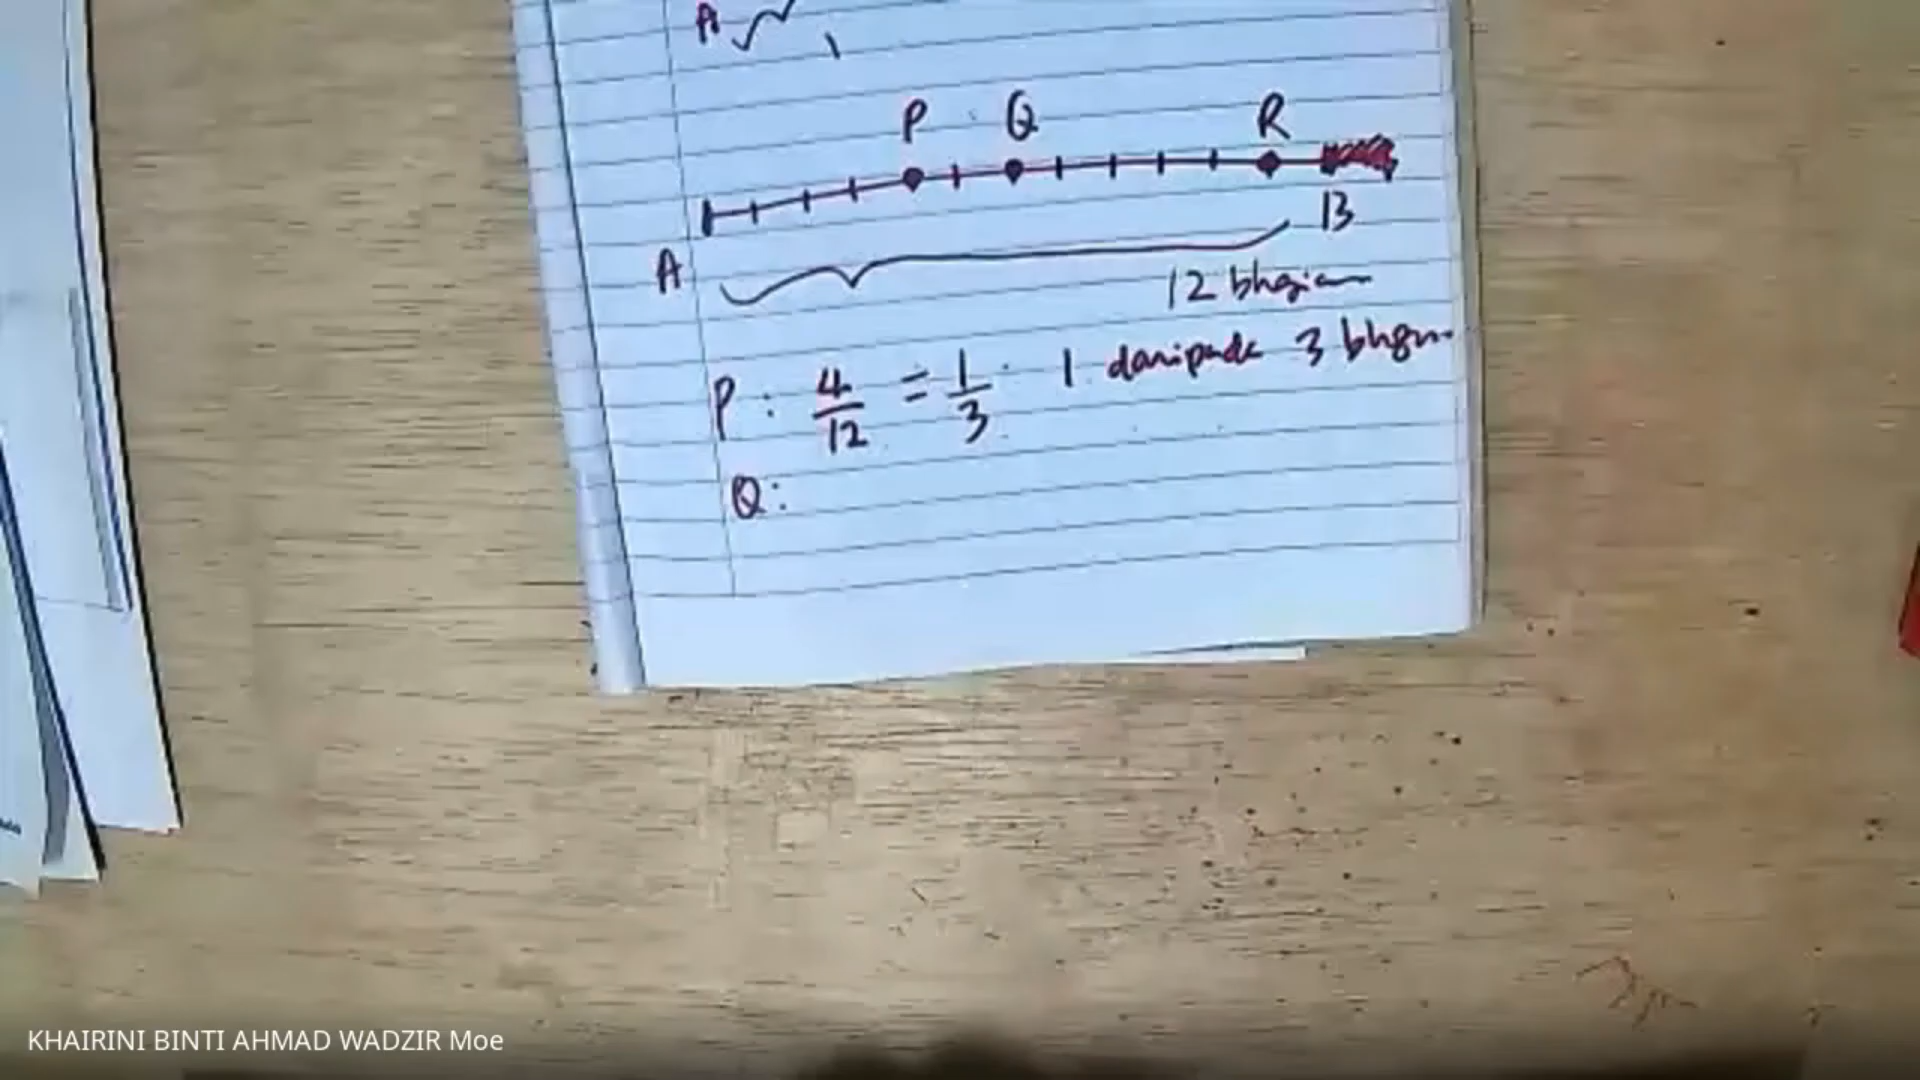 A
P Q R
B
A
12 bhgian
P : 4/12 = 1/3 1 daripada 3 bhgn.
Q:
KHAIRINI BINTI AHMAD WADZIR Moe